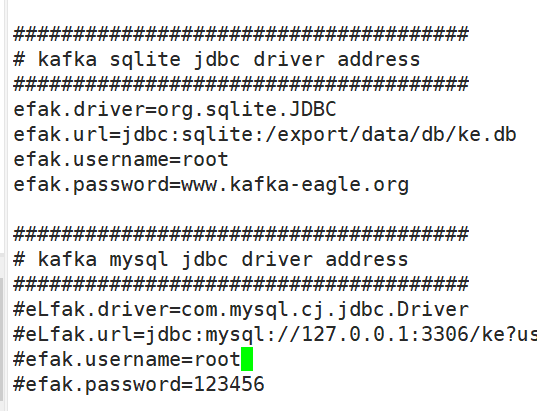 ######################################
# kafka sqlite jdbc driver address
######################################
efak.driver=org.sqlite.JDBC
efak.url=jdbc:sqlite:/export/data/db/ke.db
efak.username=root
efak.password=www.kafka-eagle.org
######################################
# kafka mysql jdbc driver address
######################################
#eLfak.driver=com.mysql.cj.jdbc.Driver
#eLfak.url=jdbc:mysql://127.0.0.1:3306/ke?us
#efak.username=root
#efak.password=123456